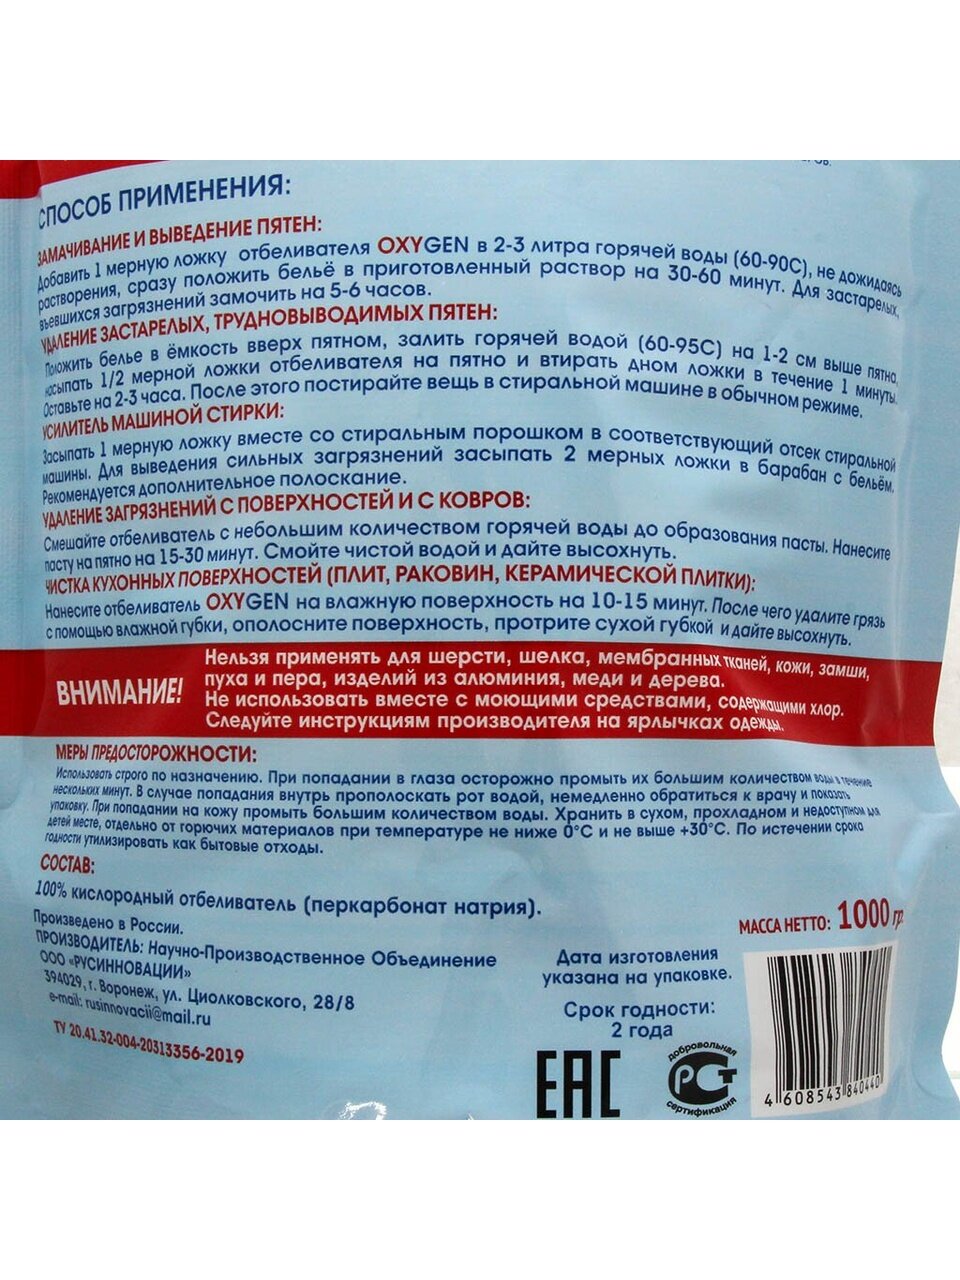 СПОСОБ ПРИМЕНЕНИЯ:
ЗАМАЧИВАНИЕ И ВЫВЕДЕНИЕ ПЯТЕН:
Добавить 1 мерную ложку отбеливателя OXYGEN в 2-3 литра горячей воды (60-90С), не дожидаясь
растворения, сразу положить бельё в приготовленный раствор на 30-60 минут. Для застарелых,
въевшихся загрязнений замочить на 5-6 часов.
УДАЛЕНИЕ ЗАСТАРЕЛЫХ, ТРУДНОВЫВОДИМЫХ ПЯТЕН:
Положить белье в ёмкость вверх пятном, залить горячей водой (60-95С) на 1-2 см выше пятна,
насыпать 1/2 мерной ложки отбеливателя на пятно и втирать дном ложки в течение 1 минуты.
Оставьте на 2-3 часа. После этого постирайте вещь в стиральной машине в обычном режиме.
УСИЛИТЕЛЬ МАШИНОЙ СТИРКИ:
Засыпать 1 мерную ложку вместе со стиральным порошком в соответствующий отсек стиральной
машины. Для выведения сильных загрязнений засыпать 2 мерных ложки в барабан с бельём.
Рекомендуется дополнительное полоскание.
УДАЛЕНИЕ ЗАГРЯЗНЕНИЙ С ПОВЕРХНОСТЕЙ И С КОВРОВ:
Смешайте отбеливатель с небольшим количеством горячей воды до образования пасты. Нанесите
пасту на пятно на 15-30 минут. Смойте чистой водой и дайте высохнуть.
ЧИСТКА КУХОННЫХ ПОВЕРХНОСТЕЙ (ПЛИТ, РАКОВИН, КЕРАМИЧЕСКОЙ ПЛИТКИ):
Нанесите отбеливатель OXYGEN на влажную поверхность на 10-15 минут. После чего удалите грязь
с помощью влажной губки, ополосните поверхность, протрите сухой губкой и дайте высохнуть.
ВНИМАНИЕ!
Нельзя применять для шерсти, шелка, мембранных тканей, кожи, замши,
пуха и пера, изделий из алюминия, меди и дерева.
Не использовать вместе с моющими средствами, содержащими хлор.
Следуйте инструкциям производителя на ярлычках одежды.
МЕРЫ ПРЕДОСТОРОЖНОСТИ:
Использовать строго по назначению. При попадании в глаза осторожно промыть их большим количеством воды в течение
нескольких минут. В случае попадания внутрь прополоскать рот водой, немедленно обратиться к врачу и показать
упаковку. При попадании на кожу промыть большим количеством воды. Хранить в сухом, прохладном и недоступном для
детей месте, отдельно от горючих материалов при температуре не ниже 0°С и не выше +30°С. По истечении срока
годности утилизировать как бытовые отходы.
СОСТАВ:
100% кислородный отбеливатель (перкарбонат натрия).
Произведено в России.
ПРОИЗВОДИТЕЛЬ: Научно-Производственное Объединение
ООО «РУСИННОВАЦИИ»
394029, г. Воронеж, ул. Циолковского, 28/8
e-mail: rusinnovacii@mail.ru
ТУ 20.41.32-004-20313356-2019
МАССА НЕТТО: 1000 гр.
Дата изготовления
указана на упаковке.
Срок годности:
2 года
ЕАС
добровольная
РСТ
сертификация
4 608543 840440